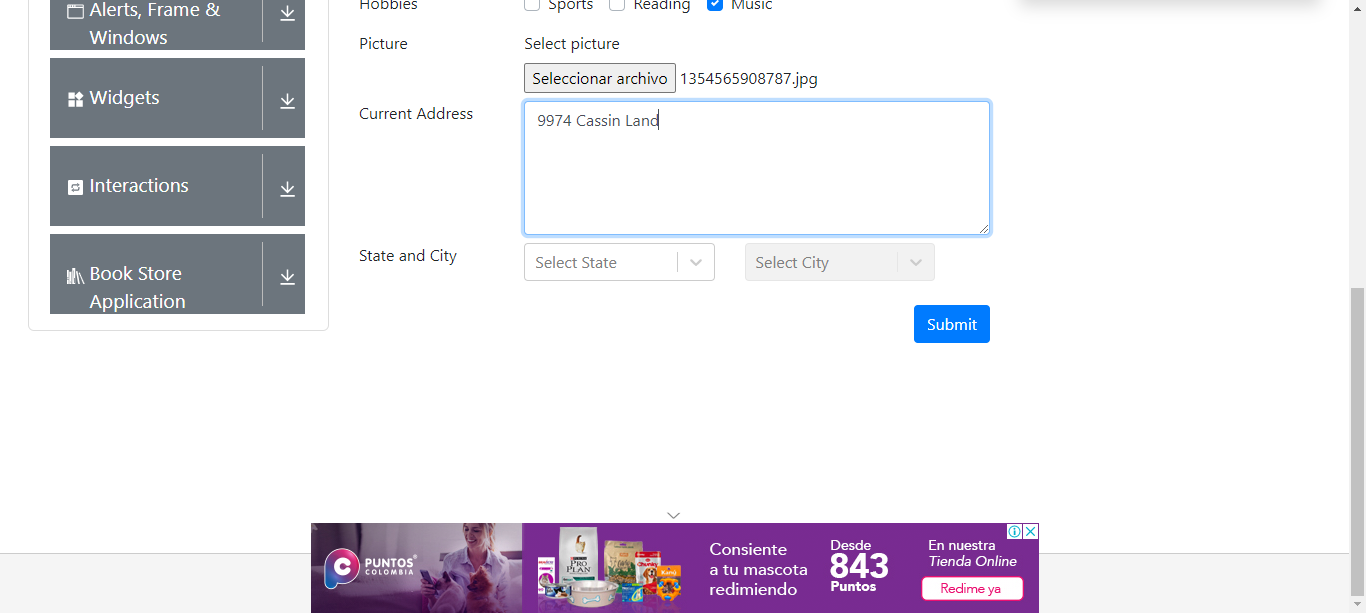 Alerts, Frame &
Windows
Widgets
Interactions
Book Store
Application
Hobbies
Sports Reading Music
Picture
Select picture
Seleccionar archivo 1354565908787.jpg
Current Address
9974 Cassin Land
State and City
Select State
Select City
Submit
PUNTOS
COLOMBIA
PURINA
PRO PLAN
Chunky
Consiente
a tu mascota
redimiendo
Desde
843
Puntos
En nuestra
Tienda Online
Redime ya